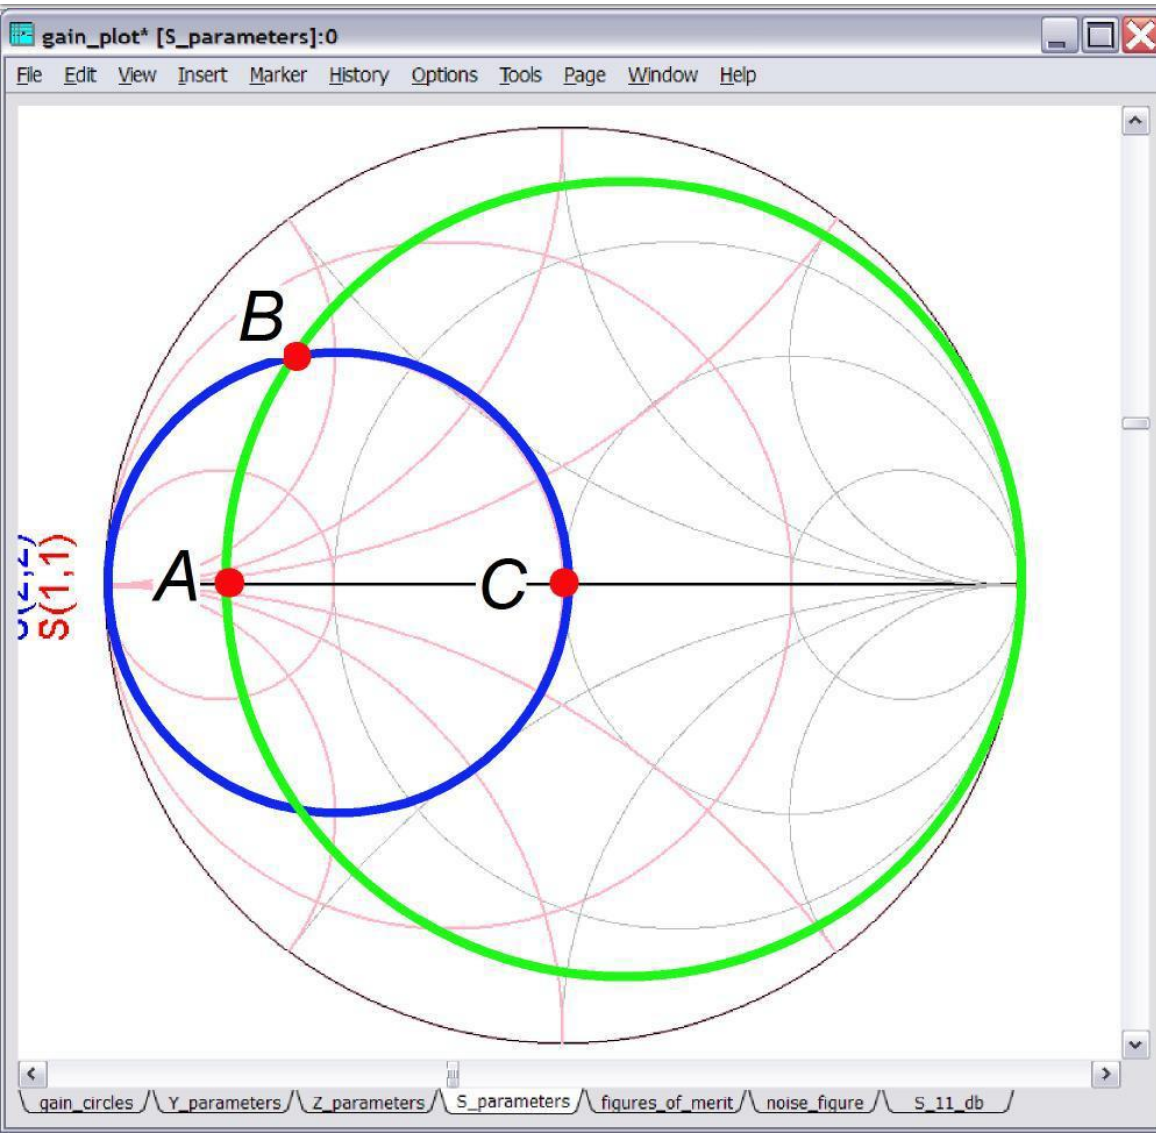 gain_plot* [S_parameters]:0
File Edit View Insert Marker History Options Tools Page Window Help
B
A
C
S(1,1)
gain_circles Y_parameters Z_parameters S_parameters figures_of_merit noise_figure S_11_db